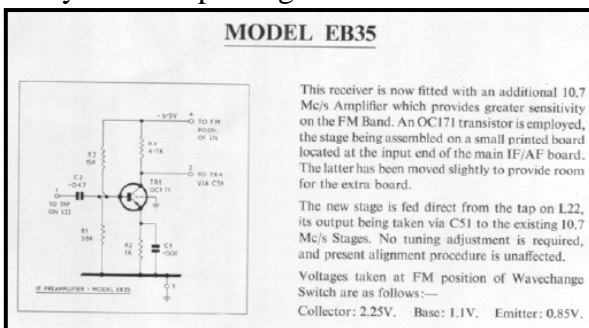 MODEL EB35
This receiver is now fitted with an additional 10.7
Mc/s Amplifier which provides greater sensitivity
on the FM Band. An OC171 transistor is employed,
the stage being assembled on a small printed board
located at the input end of the main IF/AF board.
The latter has been moved slightly to provide room
for the extra board.
The new stage is fed direct from the tap on L22,
its output being taken via C51 to the existing 10.7
Mc/s Stages. No tuning adjustment is required,
and present alignment procedure is unaffected.
Voltages taken at FM position of Wavechange
Switch are as follows:—
Collector: 2.25V. Base: 1.1V. Emitter: 0.85V.
4
TO FM
POSN.
R4
4·7K
R3
15K
2
TO TR4
VIA C51
TR1
OC171
C2
·047
1
TO TAP
ON L22
R1
R2
1K
C1
3
IF PREAMPLIFIER - MODEL EB35